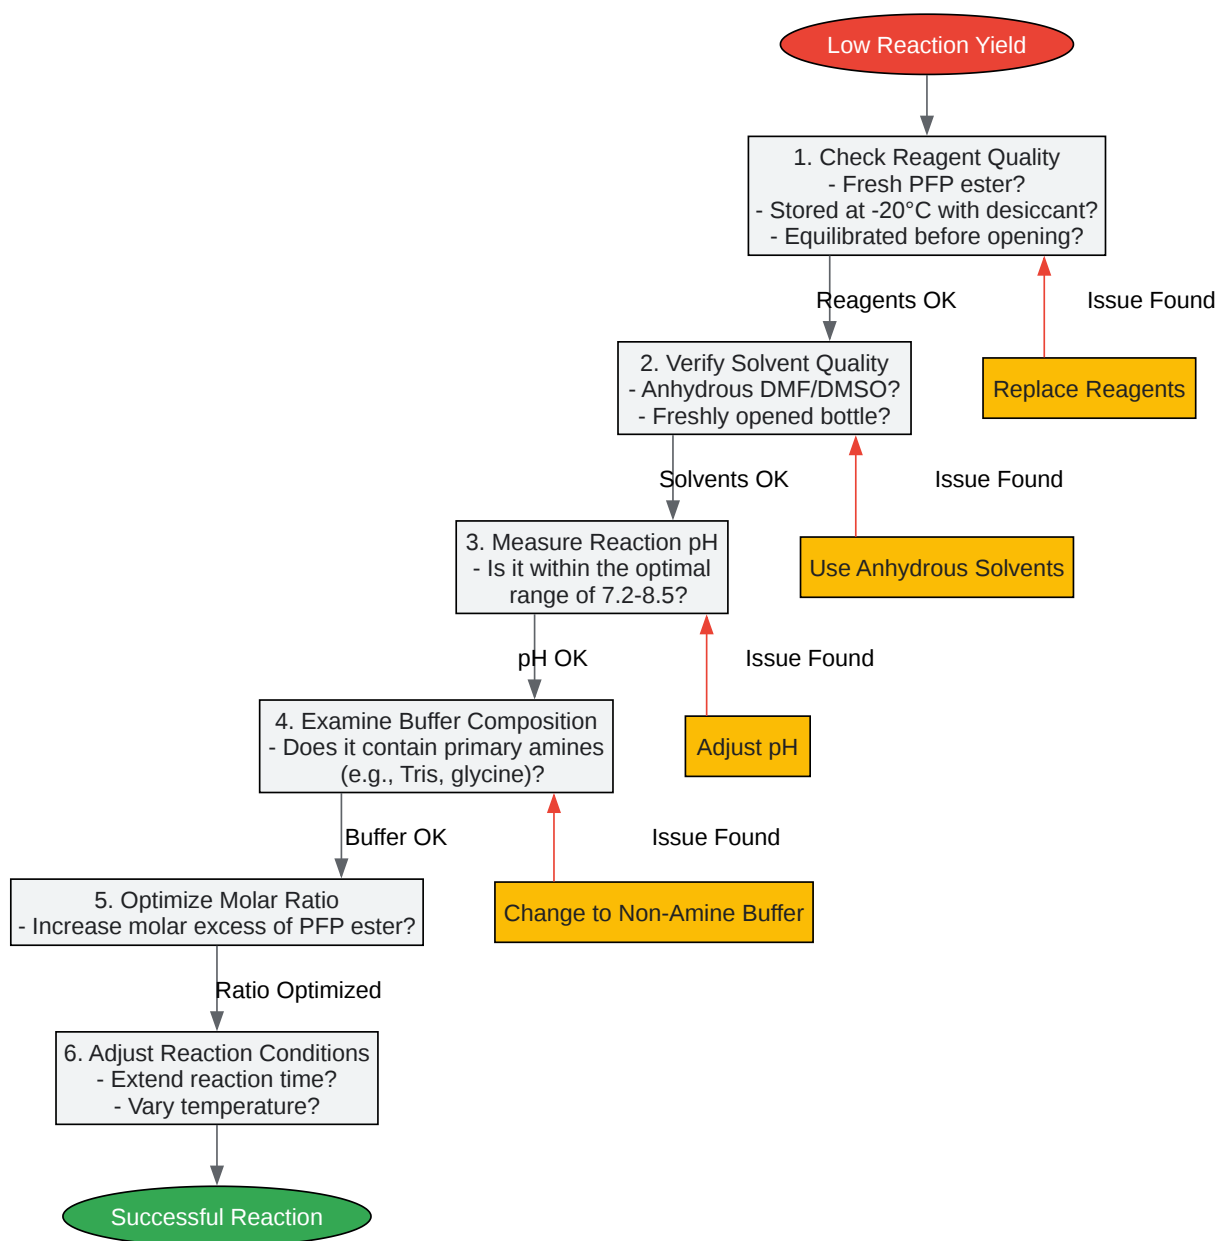 Low Reaction Yield
1. Check Reagent Quality
- Fresh PFP ester?
- Stored at -20°C with desiccant?
- Equilibrated before opening?
Reagents OK
Issue Found
2. Verify Solvent Quality
- Anhydrous DMF/DMSO?
- Freshly opened bottle?
Replace Reagents
Solvents OK
Issue Found
3. Measure Reaction pH
- Is it within the optimal
range of 7.2-8.5?
Use Anhydrous Solvents
pH OK
Issue Found
4. Examine Buffer Composition
- Does it contain primary amines
(e.g., Tris, glycine)?
Adjust pH
Buffer OK
Issue Found
5. Optimize Molar Ratio
- Increase molar excess of PFP ester?
Change to Non-Amine Buffer
Ratio Optimized
6. Adjust Reaction Conditions
- Extend reaction time?
- Vary temperature?
Successful Reaction